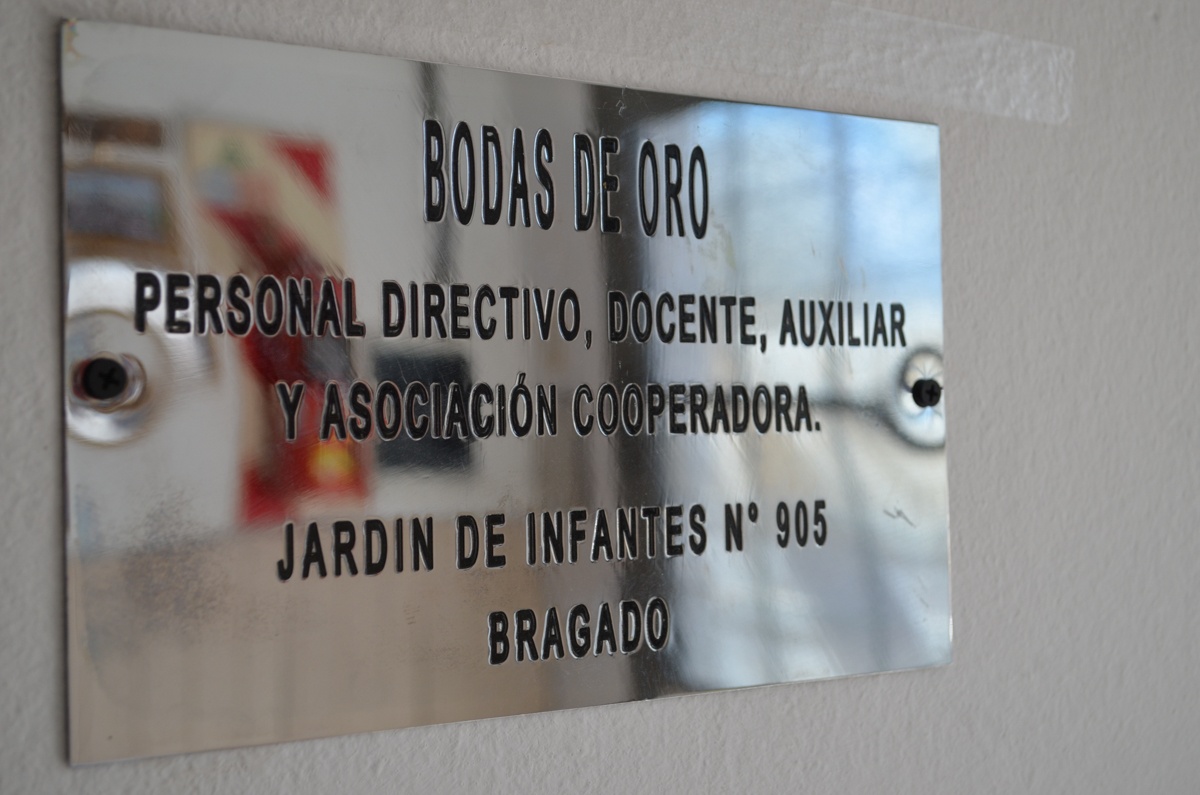 BODAS DE ORO
PERSONAL DIRECTIVO, DOCENTE, AUXILIAR
Y ASOCIACIÓN COOPERADORA.
JARDIN DE INFANTES N° 905
BRAGADO